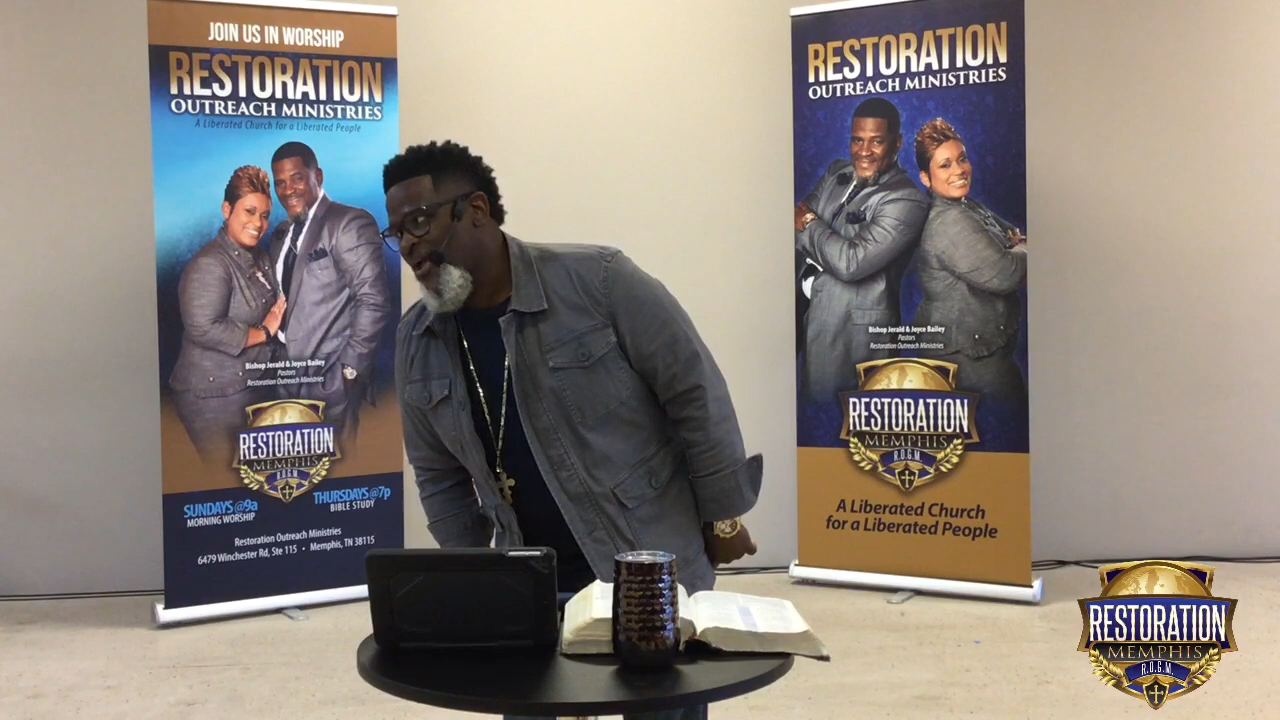 JOIN US IN WORSHIP
RESTORATION
OUTREACH MINISTRIES
A Liberated Church for a Liberated People
Bishop Jerald & Joyce Bailey
Pastors
Restoration Outreach Ministries
RESTORATION
MEMPHIS
R.O.G.M.
SUNDAYS @9a
MORNING WORSHIP
THURSDAYS @7p
BIBLE STUDY
Restoration Outreach Ministries
6479 Winchester Rd, Ste 115 • Memphis, TN 38115
RESTORATION
OUTREACH MINISTRIES
Bishop Jerald & Joyce Bailey
Pastors
Restoration Outreach Ministries
RESTORATION
MEMPHIS
R.O.G.M.
A Liberated Church
for a Liberated People
RESTORATION
MEMPHIS
R.O.G.M.